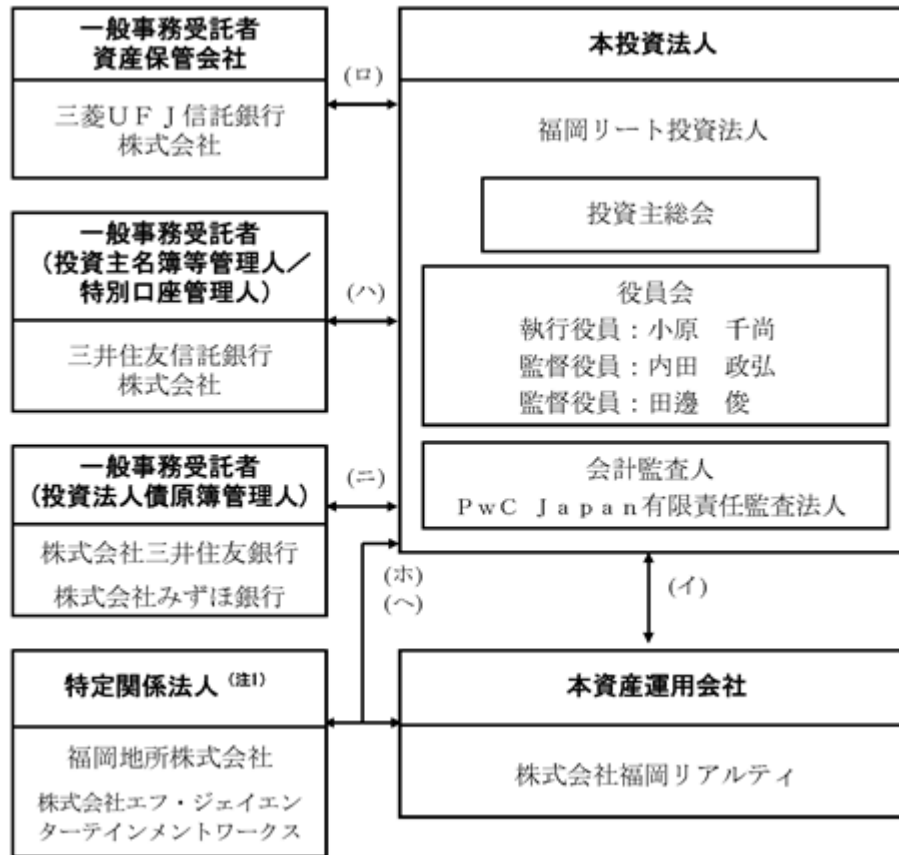 一般事務受託者
資産保管会社
三菱UFJ信託銀行
株式会社
(ロ)
一般事務受託者
(投資主名簿等管理人/
特別口座管理人)
三井住友信託銀行
株式会社
(ハ)
一般事務受託者
(投資法人債原簿管理人)
株式会社三井住友銀行
株式会社みずほ銀行
(ニ)
特定関係法人(注1)
福岡地所株式会社
株式会社エフ・ジェイエン
ターテインメントワークス
(ホ)
(ヘ)
本投資法人
福岡リート投資法人
投資主総会
役員会
執行役員:小原 千尚
監督役員:内田 政弘
監督役員:田邊 俊
会計監査人
PwC Japan有限責任監査法人
(イ)
本資産運用会社
株式会社福岡リアルティ